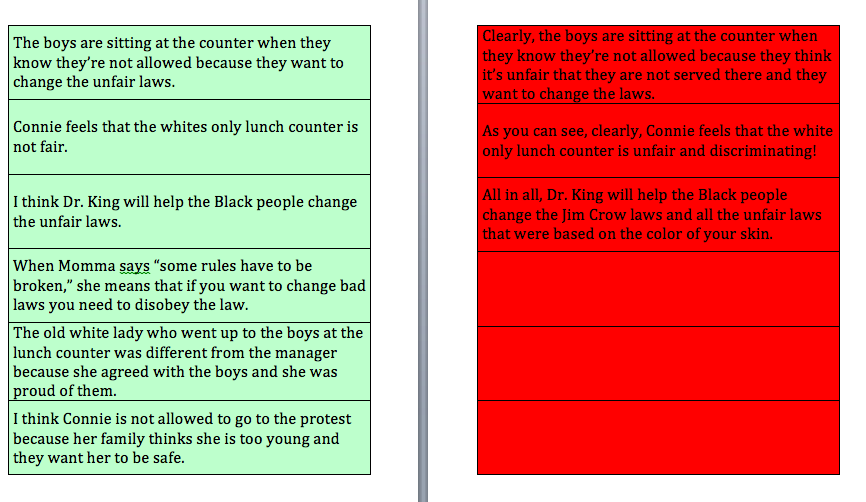 The boys are sitting at the counter when they
know they’re not allowed because they want to
change the unfair laws.
Connie feels that the whites only lunch counter is
not fair.
I think Dr. King will help the Black people change
the unfair laws.
When Momma says “some rules have to be
broken,” she means that if you want to change bad
laws you need to disobey the law.
The old white lady who went up to the boys at the
lunch counter was different from the manager
because she agreed with the boys and she was
proud of them.
I think Connie is not allowed to go to the protest
because her family thinks she is too young and
they want her to be safe.
Clearly, the boys are sitting at the counter when
they know they’re not allowed because they think
it’s unfair that they are not served there and they
want to change the laws.
As you can see, clearly, Connie feels that the white
only lunch counter is unfair and discriminating!
All in all, Dr. King will help the Black people
change the Jim Crow laws and all the unfair laws
that were based on the color of your skin.